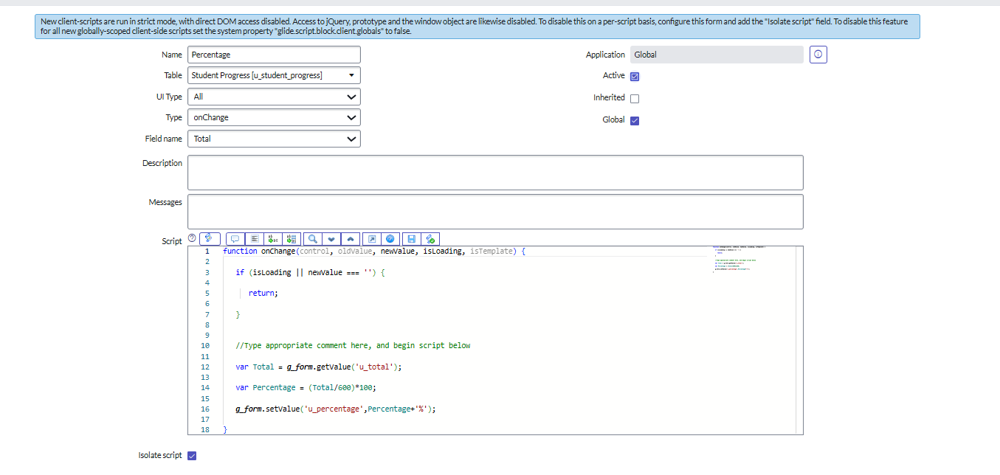 New client-scripts are run in strict mode, with direct DOM access disabled. Access to jQuery, prototype and the window object are likewise disabled. To disable this on a per-script basis, configure this form and add the "Isolate script" field. To disable this feature
for all new globally-scoped client-side scripts set the system property "glide.script.block.client.globals" to false.
Name Percentage
Application Global
Table Student Progress [u_student_progress]
Active
UI Type All
Inherited
Type onChange
Global
Field name Total
Description
Messages
Script
1 function onChange(control, oldValue, newValue, isLoading, isTemplate) {
2
3 if (isLoading || newValue === '') {
4
5 return;
6
7 }
8
9
10 //Type appropriate comment here, and begin script below
11
12 var Total = g_form.getValue('u_total');
13
14 var Percentage = (Total/600)*100;
15
16 g_form.setValue('u_percentage',Percentage+'%');
17
18 }
Isolate script